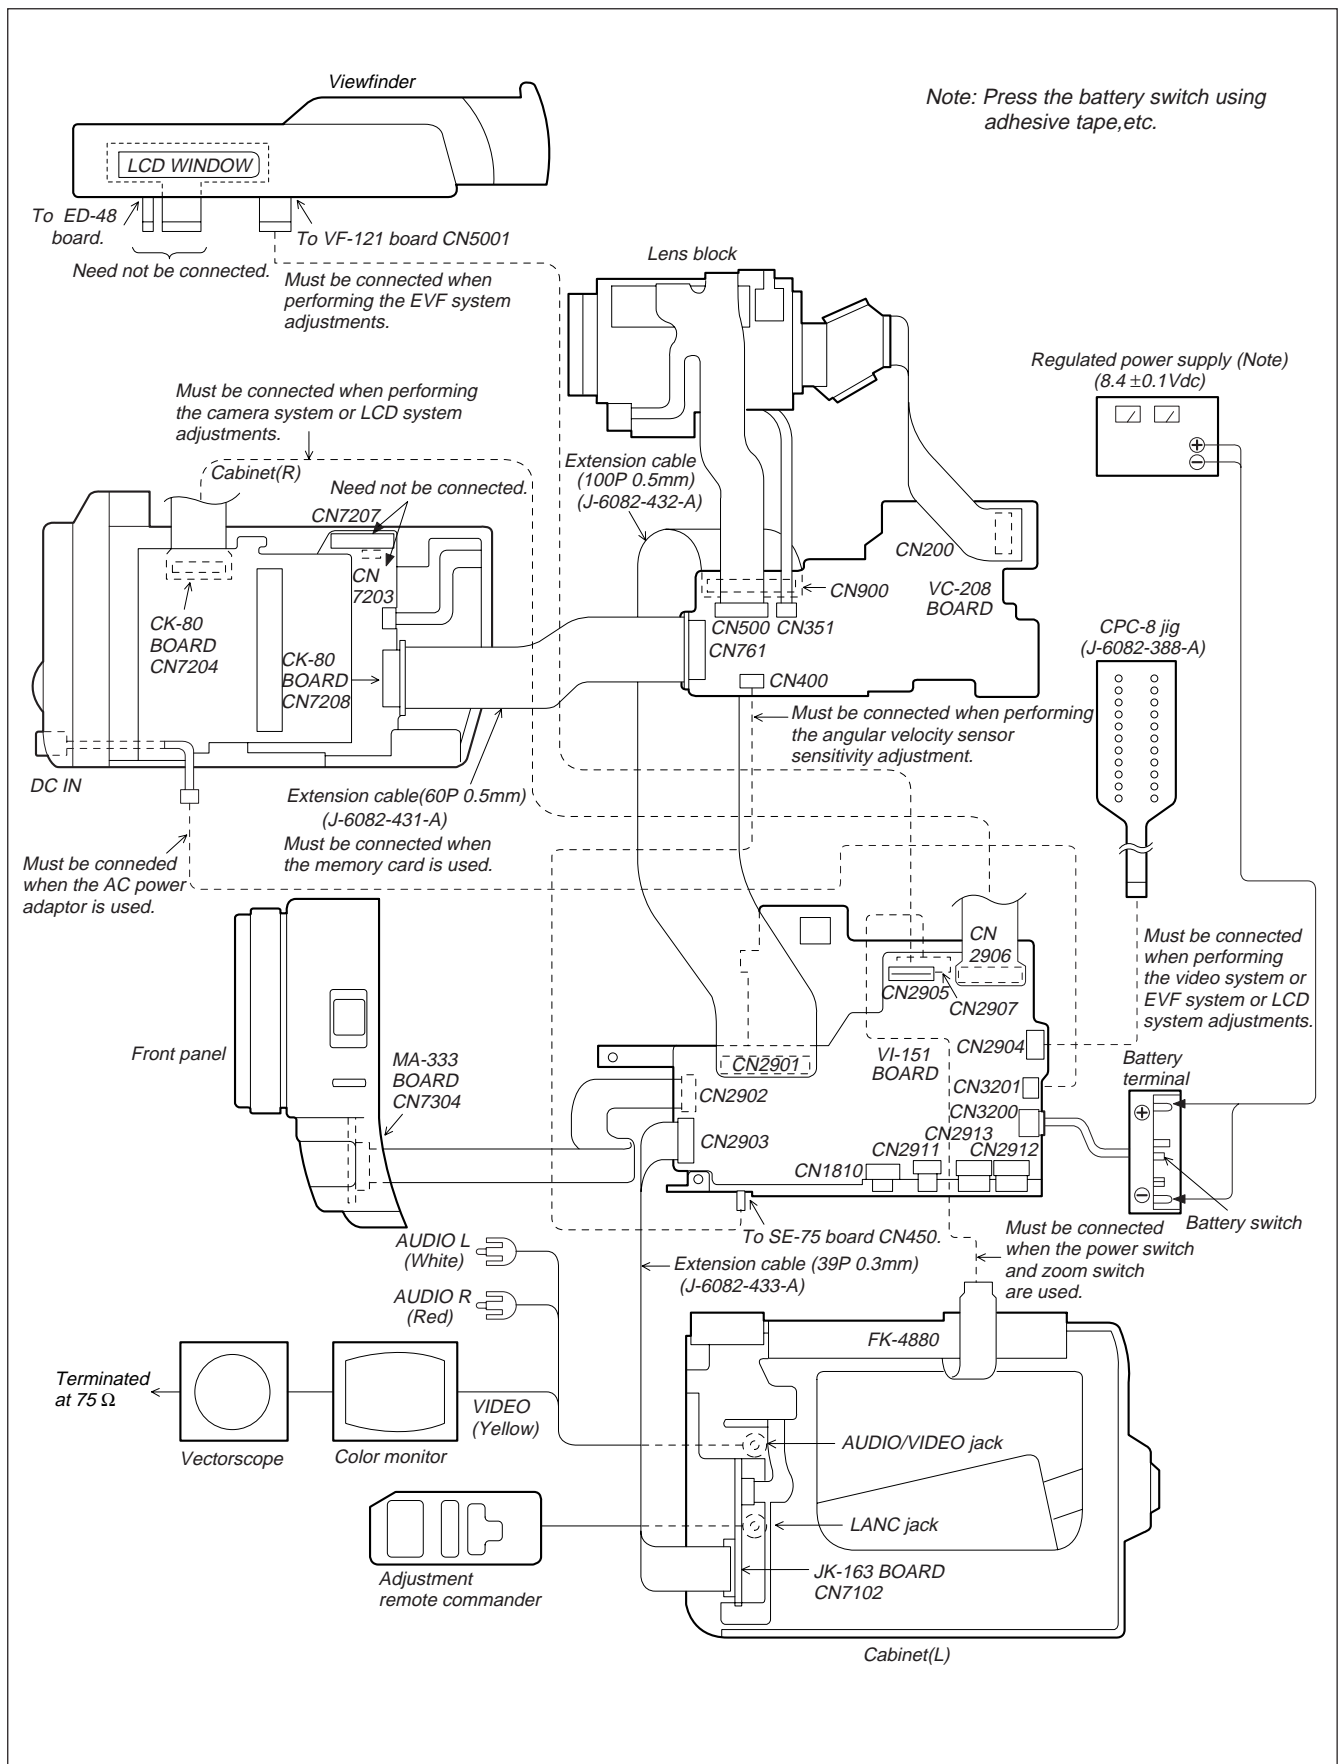 Viewfinder
Note: Press the battery switch using
adhesive tape,etc.
LCD WINDOW
To ED-48
board.
To VF-121 board CN5001
Need not be connected.
Must be connected when
performing the EVF system
adjustments.
Lens block
Regulated power supply (Note)
(8.4 ±0.1Vdc)
Must be connected when performing
the camera system or LCD system
adjustments.
Cabinet(R)
Need not be connected.
CN7207
Extension cable
(100P 0.5mm)
(J-6082-432-A)
CN200
CN
7203
CN900
VC-208
BOARD
CK-80
BOARD
CN7204
CN500
CN351
CN761
CPC-8 jig
(J-6082-388-A)
CK-80
BOARD
CN7208
CN400
Must be connected when performing
the angular velocity sensor
sensitivity adjustment.
DC IN
Extension cable(60P 0.5mm)
(J-6082-431-A)
Must be connected when
the memory card is used.
Must be conneded
when the AC power
adaptor is used.
CN
2906
Must be connected
when performing
the video system or
EVF system or LCD
system adjustments.
CN2905
CN2907
Front panel
MA-333
BOARD
CN7304
CN2901
VI-151
BOARD
CN2904
Battery
terminal
CN2902
CN3201
CN3200
CN2903
CN2913
CN2911
CN2912
CN1810
To SE-75 board CN450.
Battery switch
Must be connected
when the power switch
and zoom switch
are used.
AUDIO L
(White)
Extension cable (39P 0.3mm)
(J-6082-433-A)
AUDIO R
(Red)
FK-4880
Terminated
at 75 Ω
VIDEO
(Yellow)
Vectorscope
Color monitor
AUDIO/VIDEO jack
LANC jack
Adjustment
remote commander
JK-163 BOARD
CN7102
Cabinet(L)